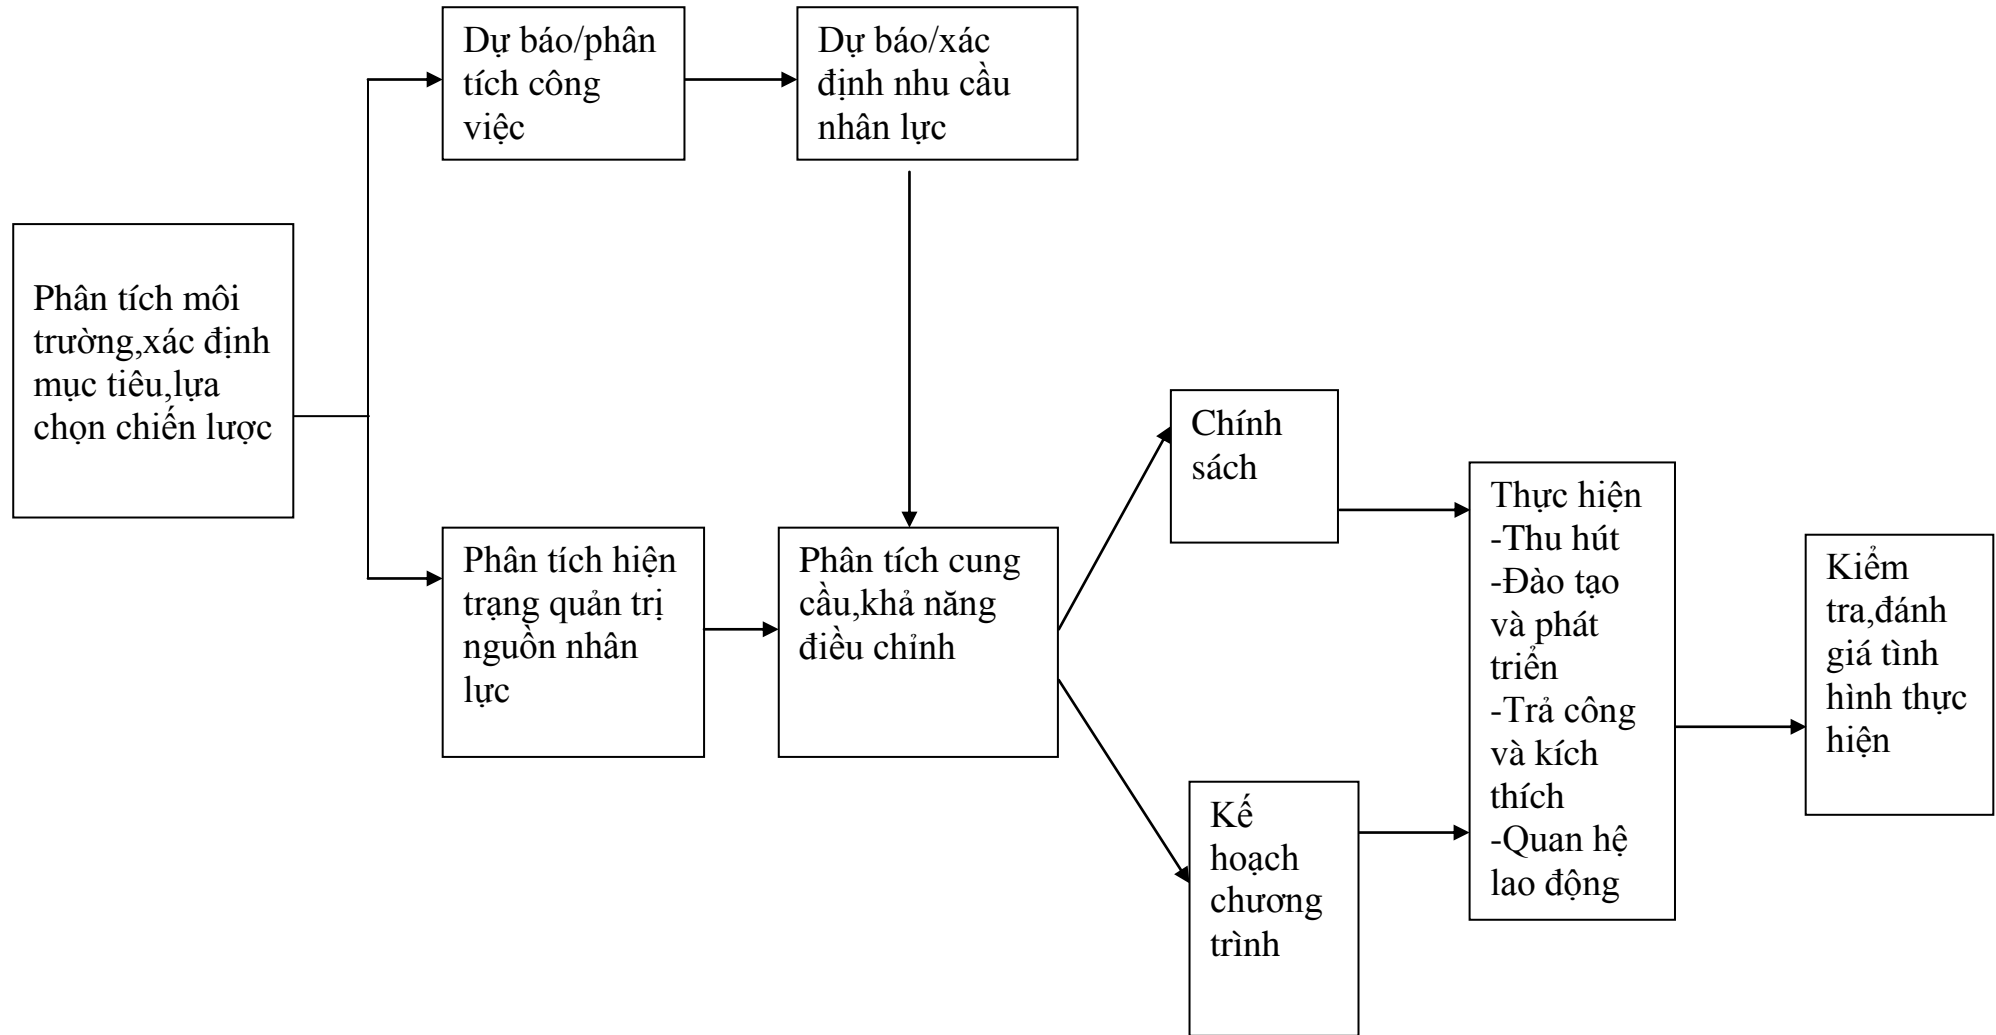 Dự báo/phân
tích công
việc
Dự báo/xác
định nhu cầu
nhân lực
Phân tích môi
trường,xác định
mục tiêu,lựa
chọn chiến lược
Phân tích hiện
trạng quản trị
nguồn nhân
lực
Phân tích cung
cầu,khả năng
điều chỉnh
Chính
sách
Kế
hoạch
chương
trình
Thực hiện
-Thu hút
-Đào tạo
và phát
triển
-Trả công
và kích
thích
-Quan hệ
lao động
Kiểm
tra,đánh
giá tình
hình thực
hiện